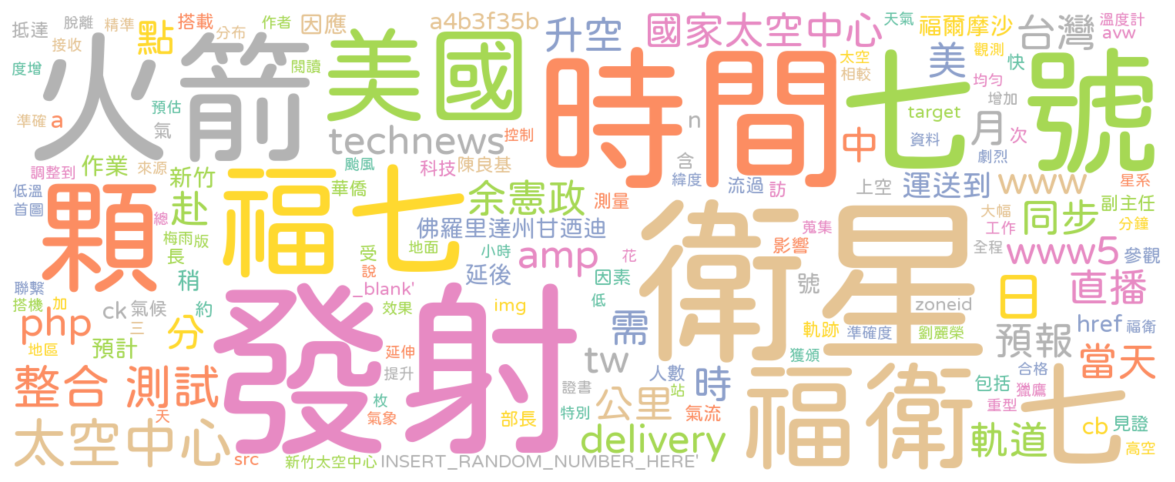 抵達 脫離 精準 分布 搭載 作者 因應 a4b3f35b 升空 國家太空中心 福爾摩沙 天氣 台灣 溫度計 avw
接收 點 閱讀 太空 觀測 美 快
度增 火箭 美國 時間 七 號 相較 均勻
預估 target 增加
準確 a 氣 technews 控制 n 中 資料 月 次
劇烈
調整到 作業 來源 颱風 科技 陳良基 含 緯度 流過 訪 上空 運送到 www 星系
低溫 新竹 華僑 余憲政 測量 副主任
首圖 顆 赴 福七 佛羅里達州甘迺迪 衛星 蒐集 大幅 同步 分鐘
總 工作
梅雨 版 受 地面 小時 amp 花 影響 全程 www5 參觀
長 說 因素
聯繫 稍 _blank' 延後 低 號 zoneid 日 直播
搭機 加 ck 氣候 約 效果 img 需
php 三 發射 軌跡 準確度 劉麗榮 預報 href 福衛
地區 預計 分 延伸 tw 獲頒 當天
提升 人數 時 合格
整合 測試 枚 證書 站 福衛七 包括 獵鷹
天 氣象 部長 特別 公里 氣流 重型 見證
太空中心 delivery 軌道 cb
src 新竹太空中心 INSERT_RANDOM_NUMBER_HERE' 高空